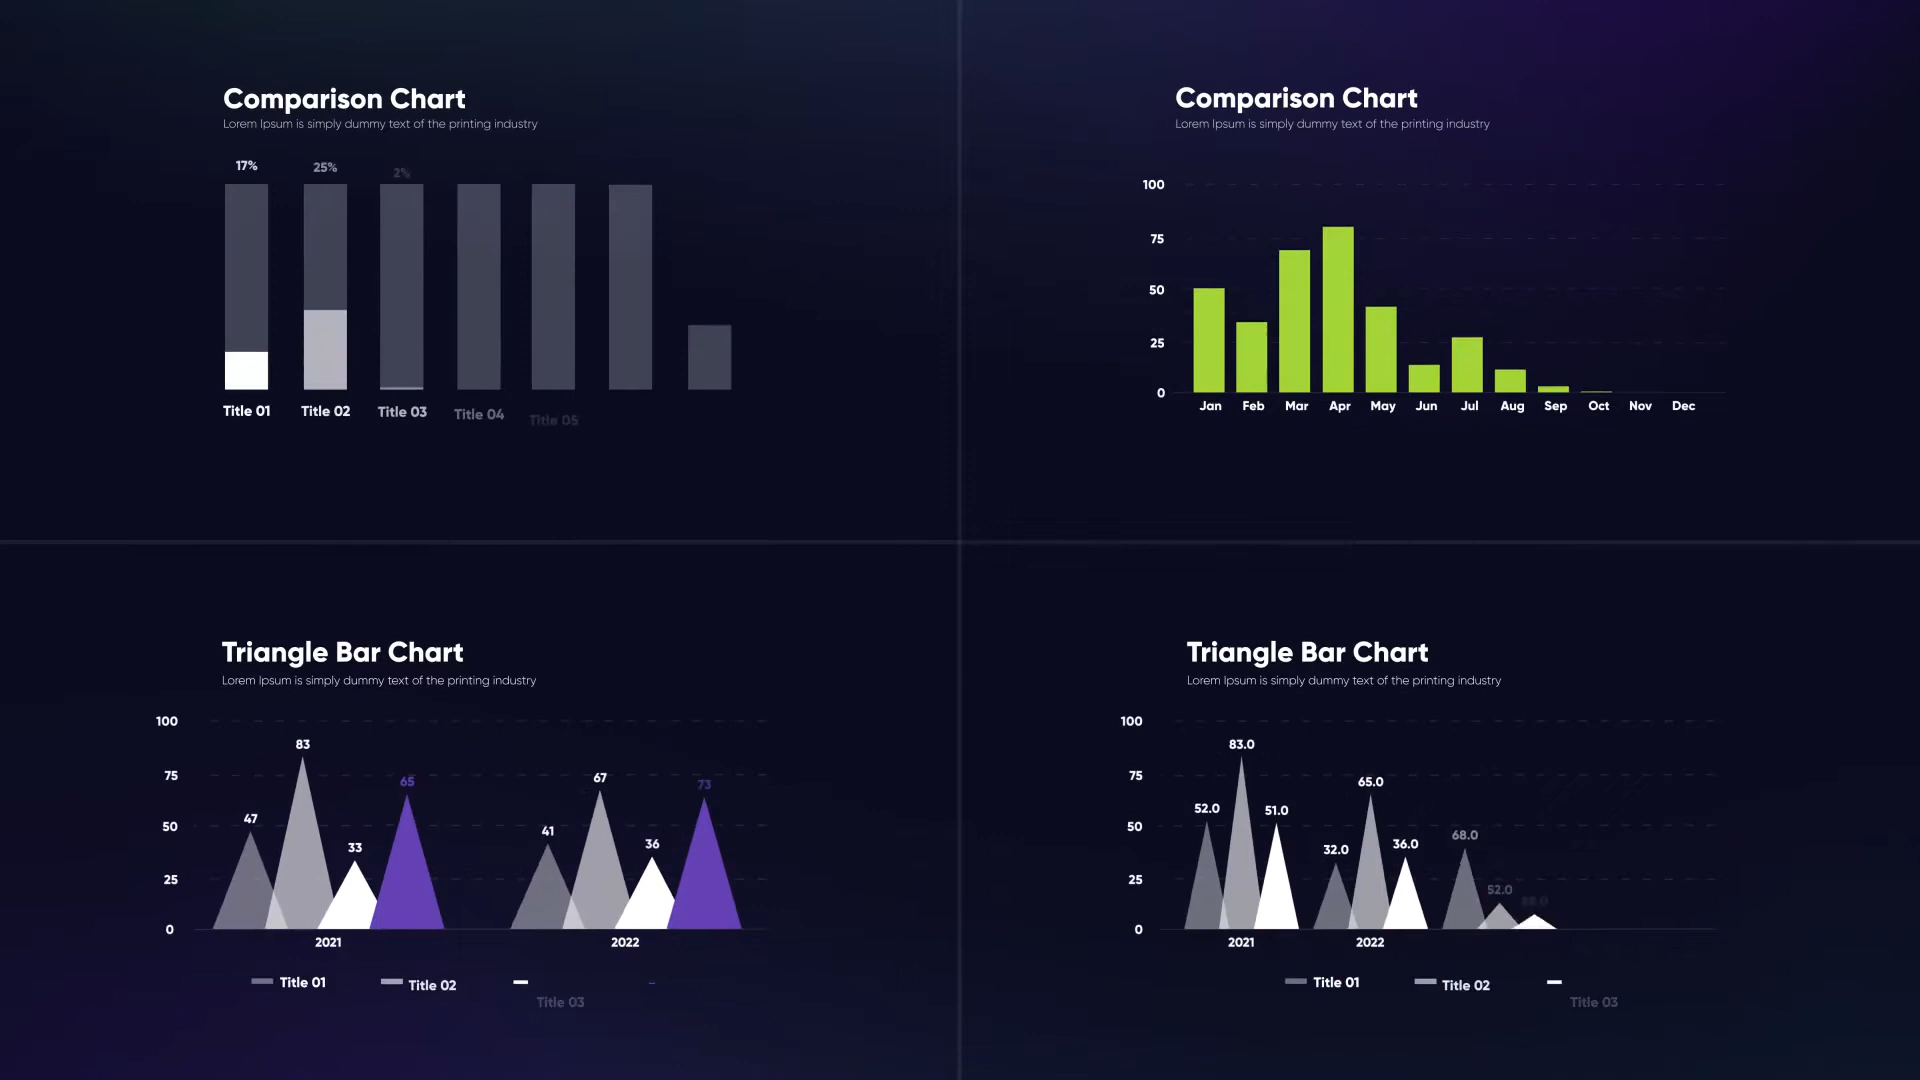 Comparison Chart
Lorem Ipsum is simply dummy text of the printing industry
17% 25% 2%
Title 01 Title 02 Title 03 Title 04 Title 05
Comparison Chart
Lorem Ipsum is simply dummy text of the printing industry
100
75
50
25
0
Jan Feb Mar Apr May Jun Jul Aug Sep Oct Nov Dec
Triangle Bar Chart
Lorem Ipsum is simply dummy text of the printing industry
100
83
75 65 67 73
47 41
50
33 36
25
0
2021 2022
Title 01 Title 02
Title 03
Triangle Bar Chart
Lorem Ipsum is simply dummy text of the printing industry
100
83.0
75 65.0
52.0 51.0
50 68.0
32.0 36.0
25
52.0
0
2021 2022
Title 01 Title 02
Title 03